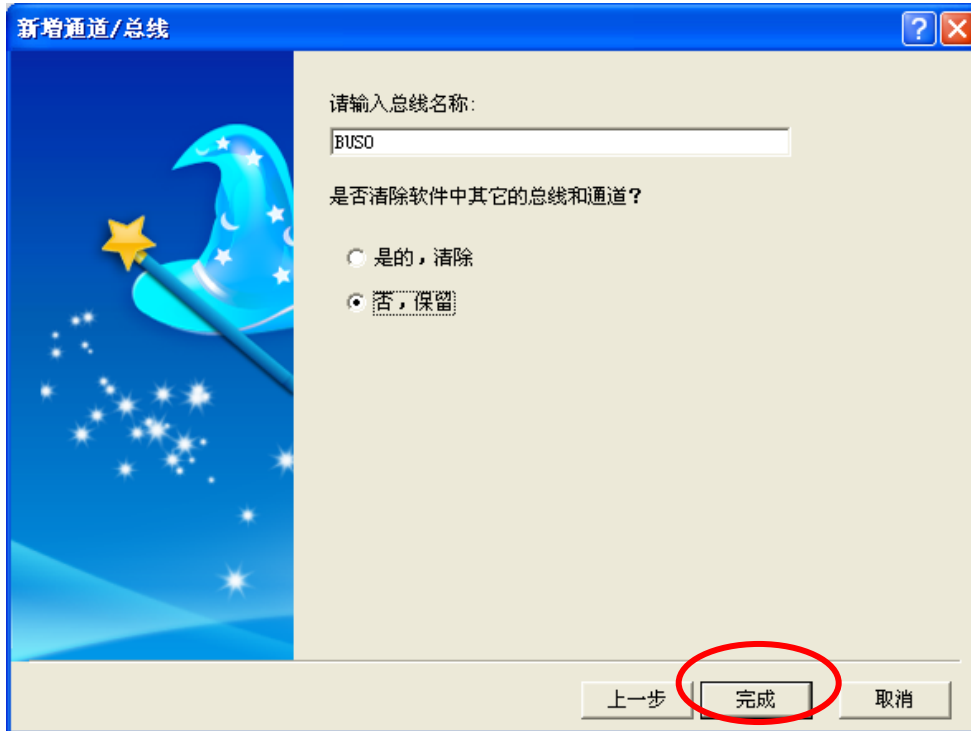 新增通道/总线
请输入总线名称:
BUS0
是否清除软件中其它的总线和通道?
是的，清除
否，保留
上一步 完成 取消